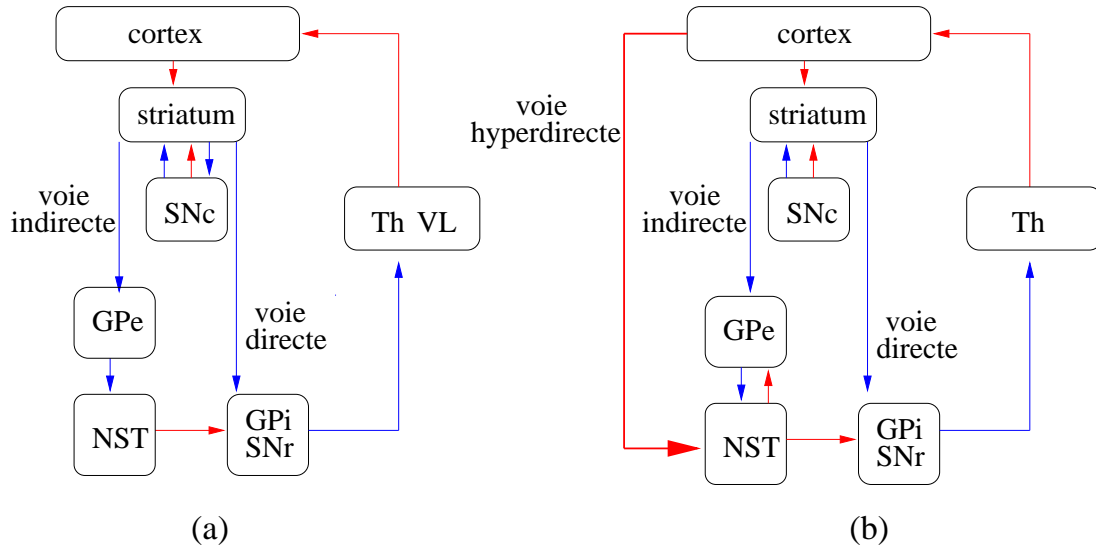 cortex
striatum
voie
indirecte
SNc
Th VL
GPe
voie
directe
NST
GPi
SNr
(a)
cortex
voie
hyperdirecte
striatum
voie
indirecte
SNc
Th
GPe
voie
directe
NST
GPi
SNr
(b)